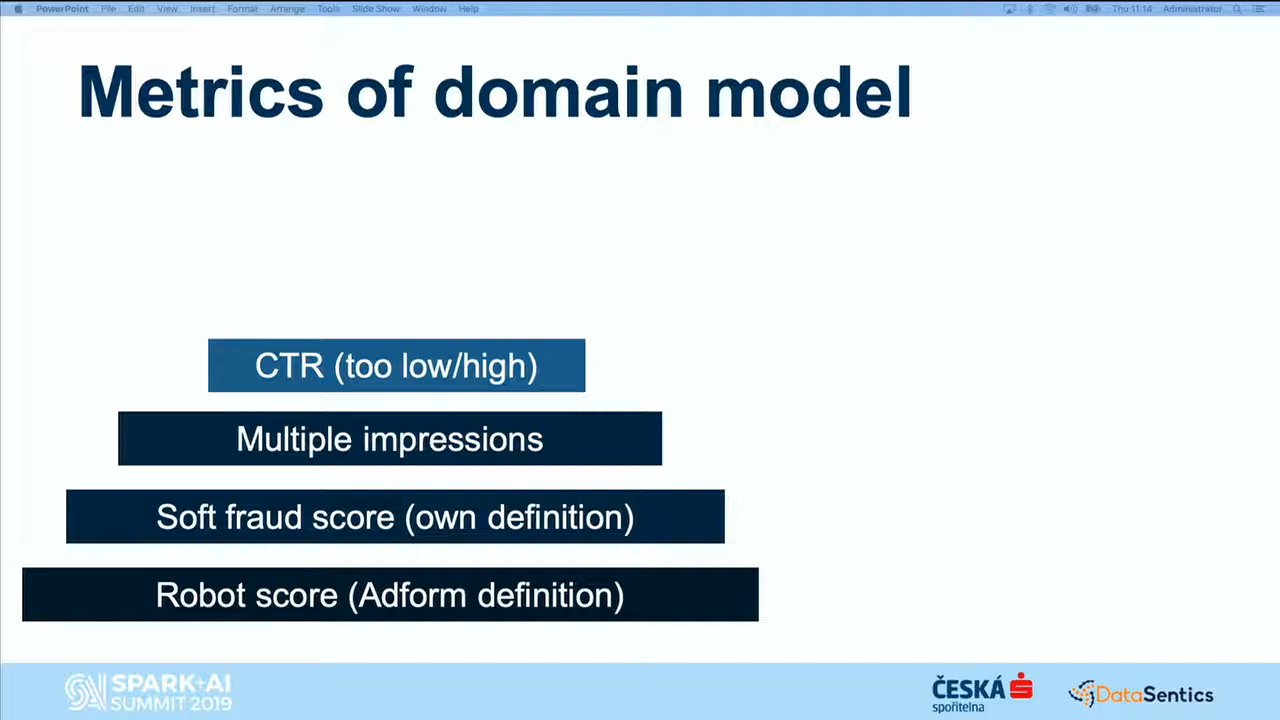 PowerPoint File Edit View Insert Format Arrange Tools Slide Show Window Help Thu 11:14 Administrator
Metrics of domain model
CTR (too low/high)
Multiple impressions
Soft fraud score (own definition)
Robot score (Adform definition)
SPARK+AI
SUMMIT 2019
ČESKÁ
spořitelna
DataSentics